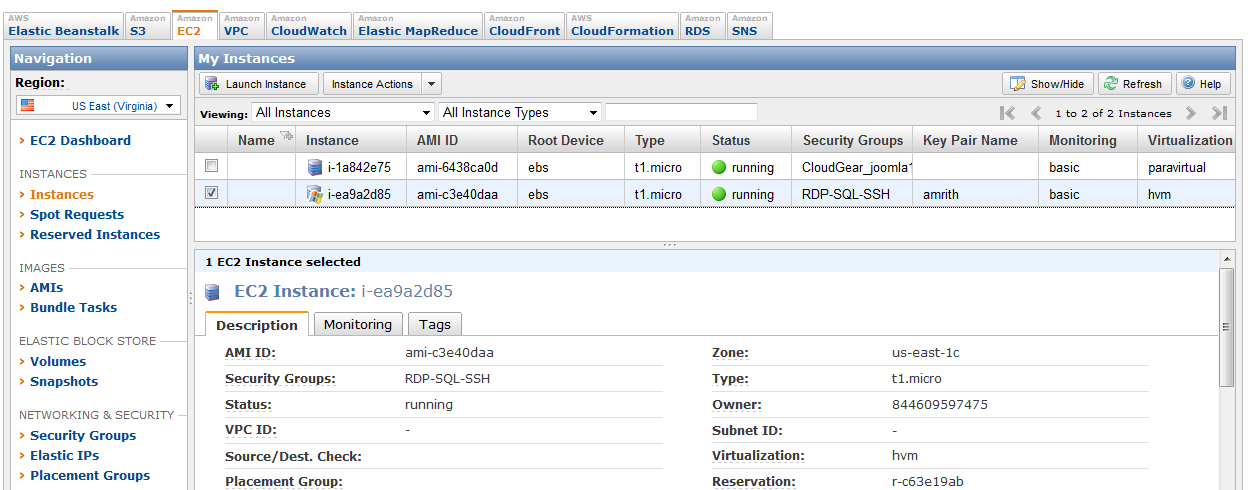 AWS Amazon Amazon Amazon Amazon Amazon Amazon AWS Amazon Amazon
Elastic Beanstalk S3 EC2 VPC CloudWatch Elastic MapReduce CloudFront CloudFormation RDS SNS
Navigation
Region:
US East (Virginia)
EC2 Dashboard
INSTANCES
Instances
Spot Requests
Reserved Instances
IMAGES
AMIs
Bundle Tasks
ELASTIC BLOCK STORE
Volumes
Snapshots
NETWORKING & SECURITY
Security Groups
Elastic IPs
Placement Groups
My Instances
Launch Instance Instance Actions Show/Hide Refresh Help
Viewing: All Instances All Instance Types 1 to 2 of 2 Instances
Name Instance AMI ID Root Device Type Status Security Groups Key Pair Name Monitoring Virtualization
i-1a842e75 ami-6438ca0d ebs t1.micro running CloudGear_joomla1 basic paravirtual
i-ea9a2d85 ami-c3e40daa ebs t1.micro running RDP-SQL-SSH amrith basic hvm
1 EC2 Instance selected
EC2 Instance: i-ea9a2d85
Description Monitoring Tags
AMI ID: ami-c3e40daa Zone: us-east-1c
Security Groups: RDP-SQL-SSH Type: t1.micro
Status: running Owner: 844609597475
VPC ID: - Subnet ID: -
Source/Dest. Check: Virtualization: hvm
Placement Group: Reservation: r-c63e19ab